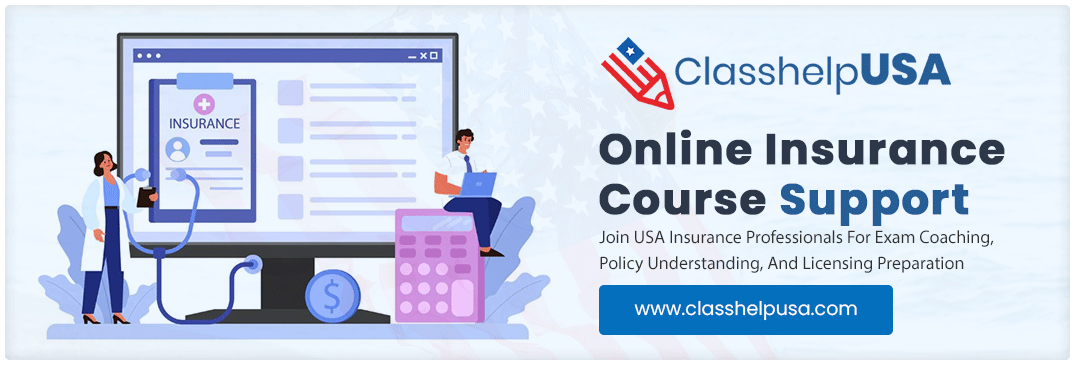 INSURANCE
$
ClasshelpUSA
Online Insurance
Course Support
Join USA Insurance Professionals For Exam Coaching,
Policy Understanding, And Licensing Preparation
www.classhelpusa.com